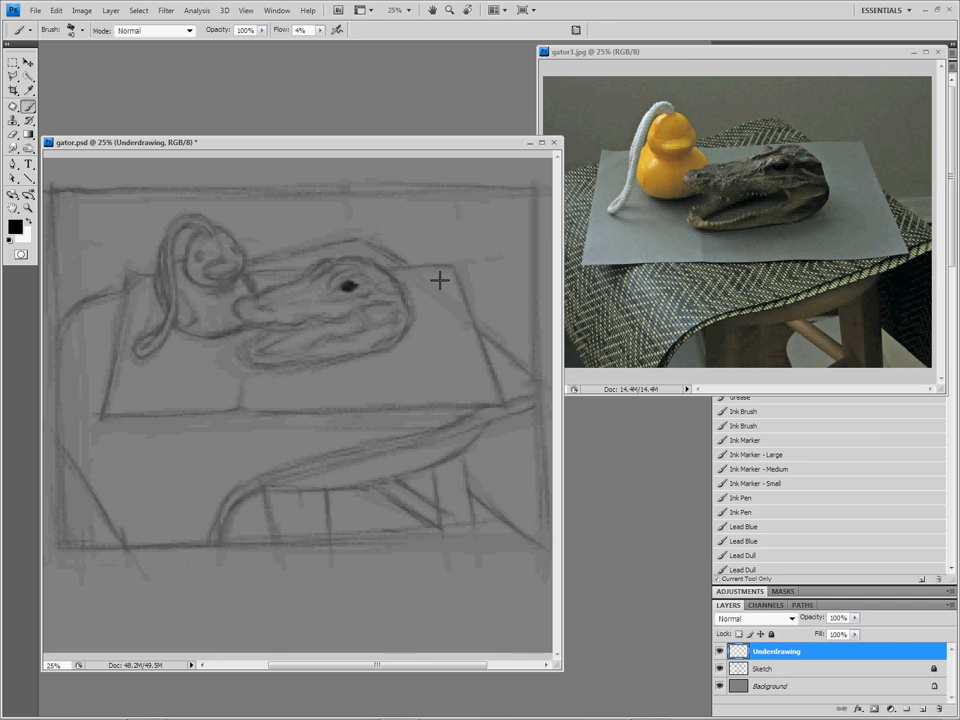 Ps File Edit Image Layer Select Filter Analysis 3D View Window Help 25% ESSENTIALS
Brush: 40 Mode: Normal Opacity: 100% Flow: 4%
gator1.jpg @ 25% (RGB/8)
gator.psd @ 25% (Underdrawing, RGB/8) *
Doc: 14.4M/14.4M
Grease
Ink Brush
Ink Brush
Ink Marker
Ink Marker - Large
Ink Marker - Medium
Ink Marker - Small
Ink Pen
Ink Pen
Lead Blue
Lead Blue
Lead Dull
Lead Dull
Current Tool Only
ADJUSTMENTS MASKS
LAYERS CHANNELS PATHS
Normal Opacity: 100%
Lock: Fill: 100%
Underdrawing
Sketch
Background
25% Doc: 48.2M/49.5M